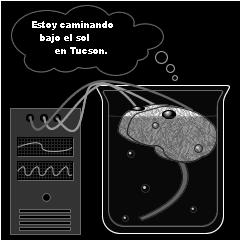 Estoy caminando
bajo el sol
en Tucson.